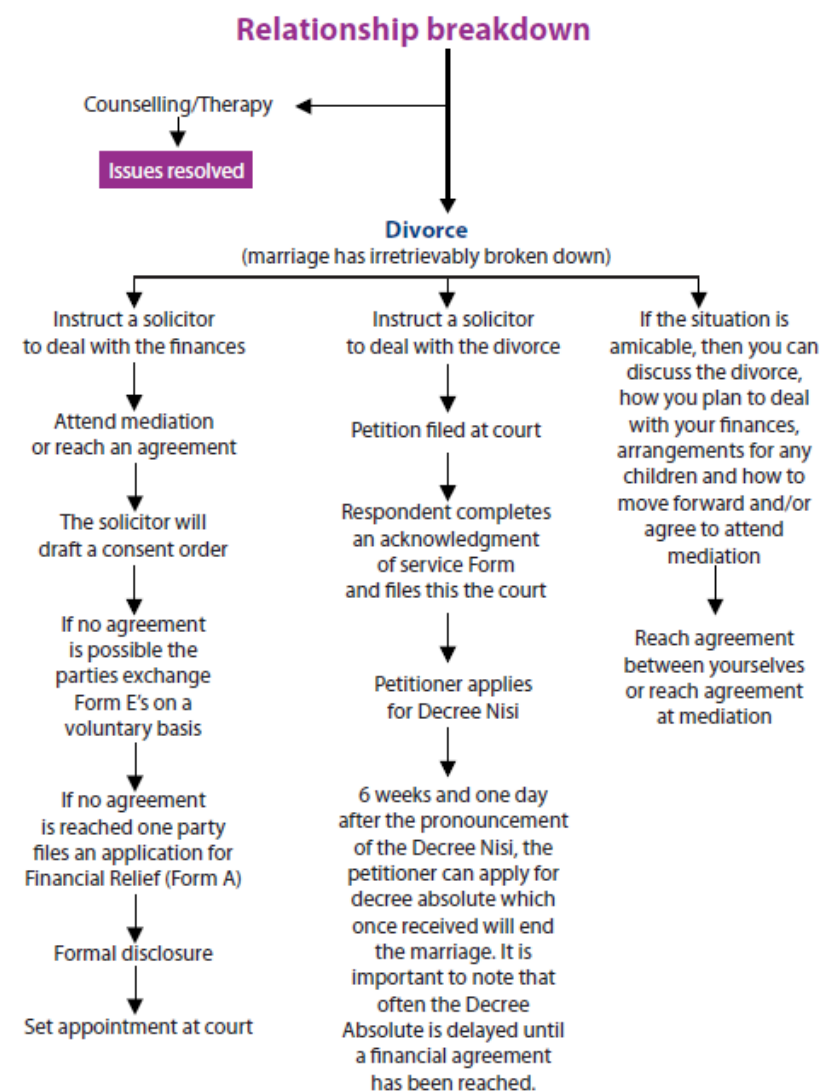 Relationship breakdown
Counselling/Therapy
Issues resolved
Divorce
(marriage has irretrievably broken down)
Instruct a solicitor
to deal with the finances
Attend mediation
or reach an agreement
The solicitor will
draft a consent order
If no agreement
is possible the
parties exchange
Form E's on a
voluntary basis
If no agreement
is reached one party
files an application for
Financial Relief (Form A)
Formal disclosure
Set appointment at court
Instruct a solicitor
to deal with the divorce
Petition filed at court
Respondent completes
an acknowledgment
of service Form
and files this the court
Petitioner applies
for Decree Nisi
6 weeks and one day
after the pronouncement
of the Decree Nisi, the
petitioner can apply for
decree absolute which
once received will end
the marriage. It is
important to note that
often the Decree
Absolute is delayed until
a financial agreement
has been reached.
If the situation is
amicable, then you can
discuss the divorce,
how you plan to deal
with your finances,
arrangements for any
children and how to
move forward and/or
agree to attend
mediation
Reach agreement
between yourselves
or reach agreement
at mediation